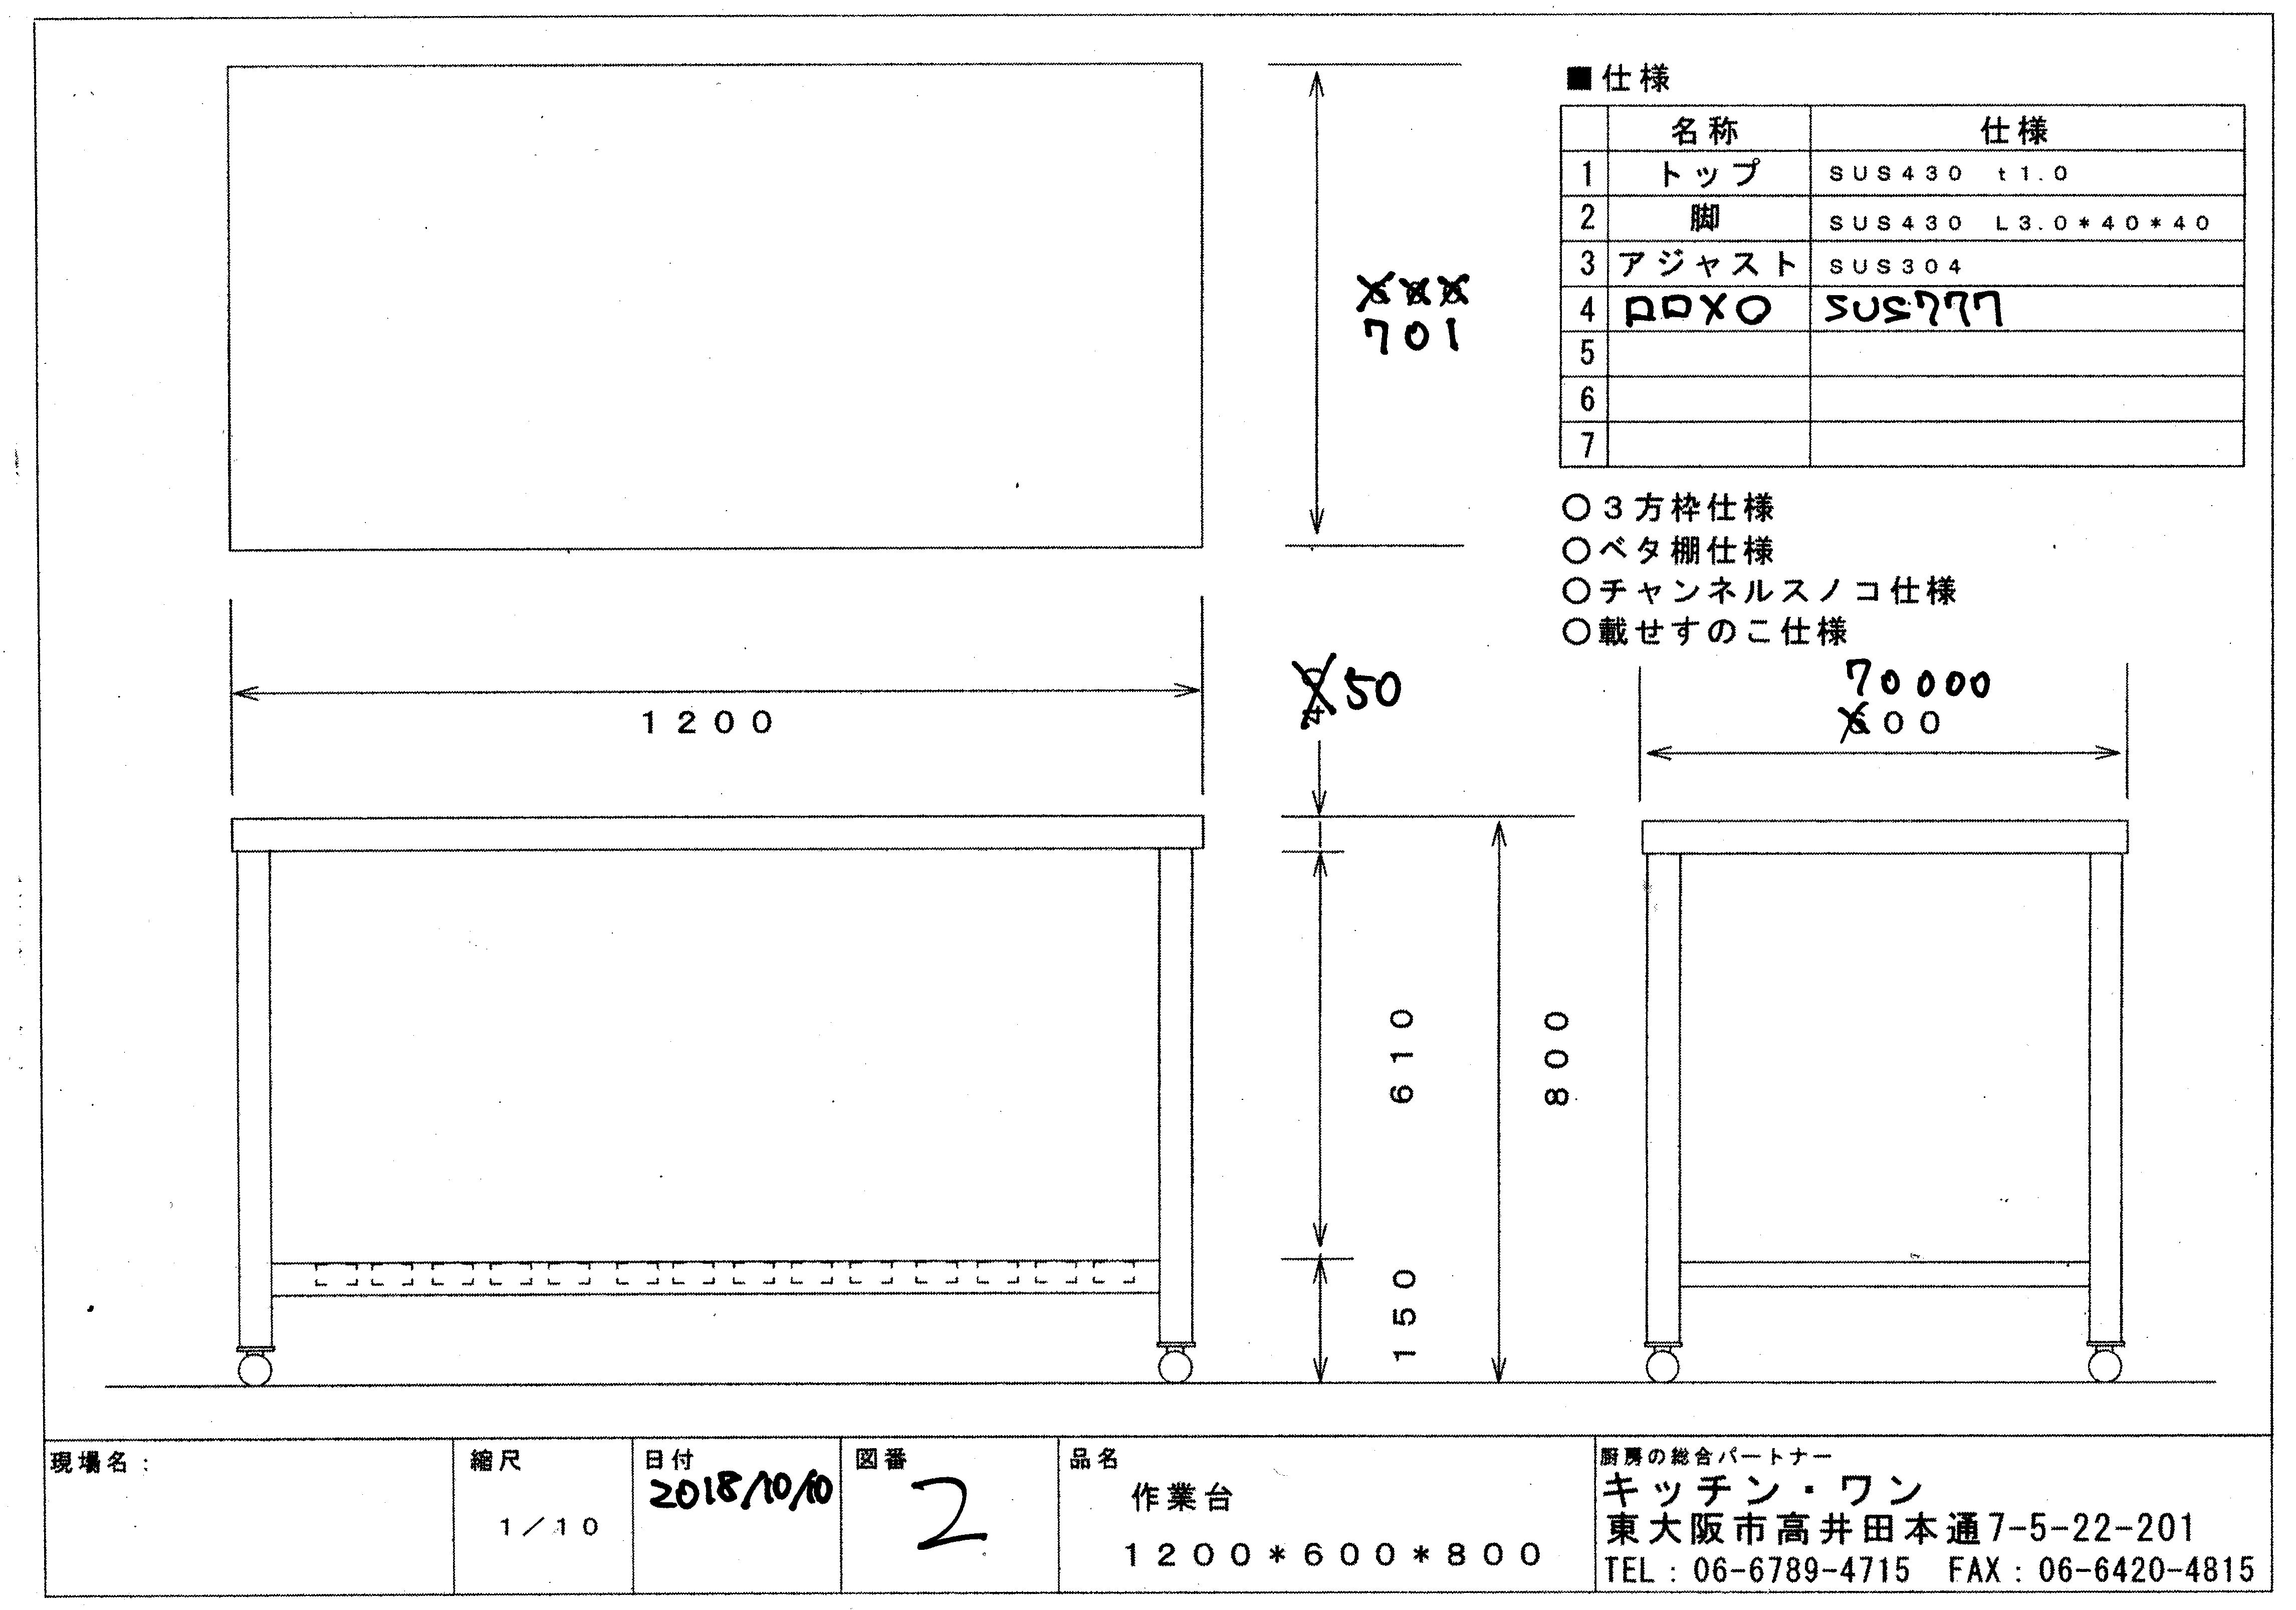 ■仕様
名称 仕様
1 トップ SUS430 t1.0
2 脚 SUS430 L3.0*40*40
3 アジャスト SUS304
4 ロロメロ SUS777
5
6
7
701
○3方枠仕様
○ベタ棚仕様
○チャンネルスノコ仕様
○載せすのこ仕様
50
70000
600
1200
610
800
150
現場名：
縮尺
1/10
日付
2018/10/10
図番
2
品名
作業台
1200*600*800
厨房の総合パートナー
キッチン・ワン
東大阪市高井田本通7-5-22-201
TEL：06-6789-4715 FAX：06-6420-4815